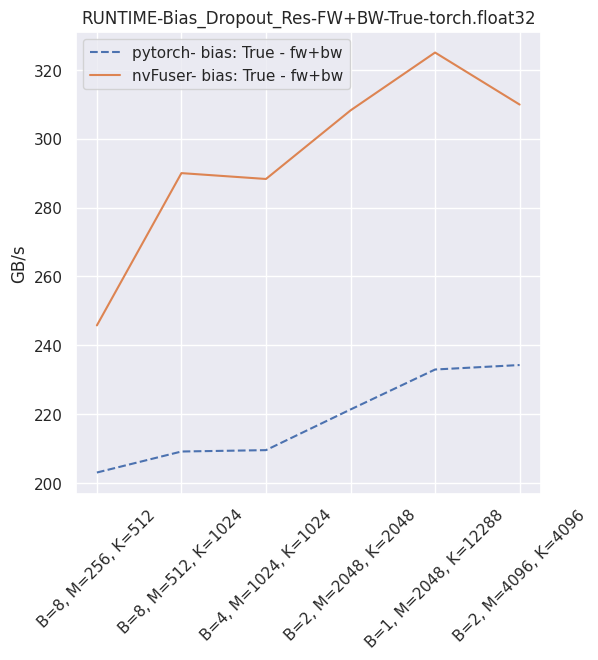 RUNTIME-Bias_Dropout_Res-FW+BW-True-torch.float32
pytorch- bias: True - fw+bw
nvFuser- bias: True - fw+bw
GB/s
320
300
280
260
240
220
200
B=8, M=256, K=512
B=8, M=512, K=1024
B=4, M=1024, K=1024
B=2, M=2048, K=2048
B=1, M=2048, K=12288
B=2, M=4096, K=4096